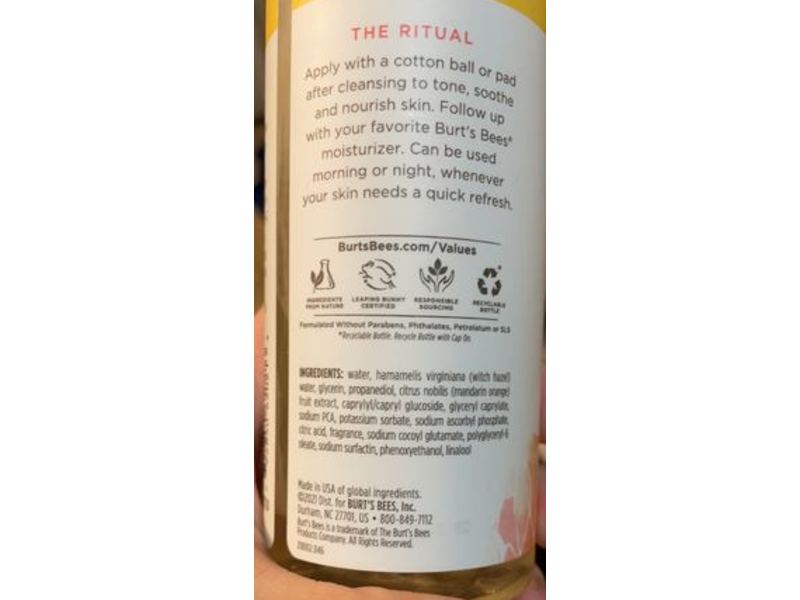 THE RITUAL
Apply with a cotton ball or pad
after cleansing to tone, soothe
and nourish skin. Follow up
with your favorite Burt's Bees®
moisturizer. Can be used
morning or night, whenever
your skin needs a quick refresh.
BurtsBees.com/Values
INGREDIENTS FROM NATURE
LEAPING BUNNY CERTIFIED
RESPONSIBLE SOURCING
RECYCLABLE BOTTLE
*
Formulated Without Parabens, Phthalates, Petrolatum or SLS
*Recyclable Bottle. Recycle Bottle with Cap On.
INGREDIENTS: water, hamamelis virginiana (witch hazel)
water, glycerin, propanediol, citrus nobilis (mandarin orange)
fruit extract, caprylyl/capryl glucoside, glyceryl caprylate,
sodium PCA, potassium sorbate, sodium ascorbyl phosphate,
citric acid, fragrance, sodium cocoyl glutamate, polyglyceryl-6
oleate, sodium surfactin, phenoxyethanol, linalool
Made in USA of global ingredients.
©2021 Dist. for BURT'S BEES, Inc.
Durham, NC 27701, US • 800-849-7112
Burt's Bees is a trademark of The Burt's Bees
Products Company. All Rights Reserved.